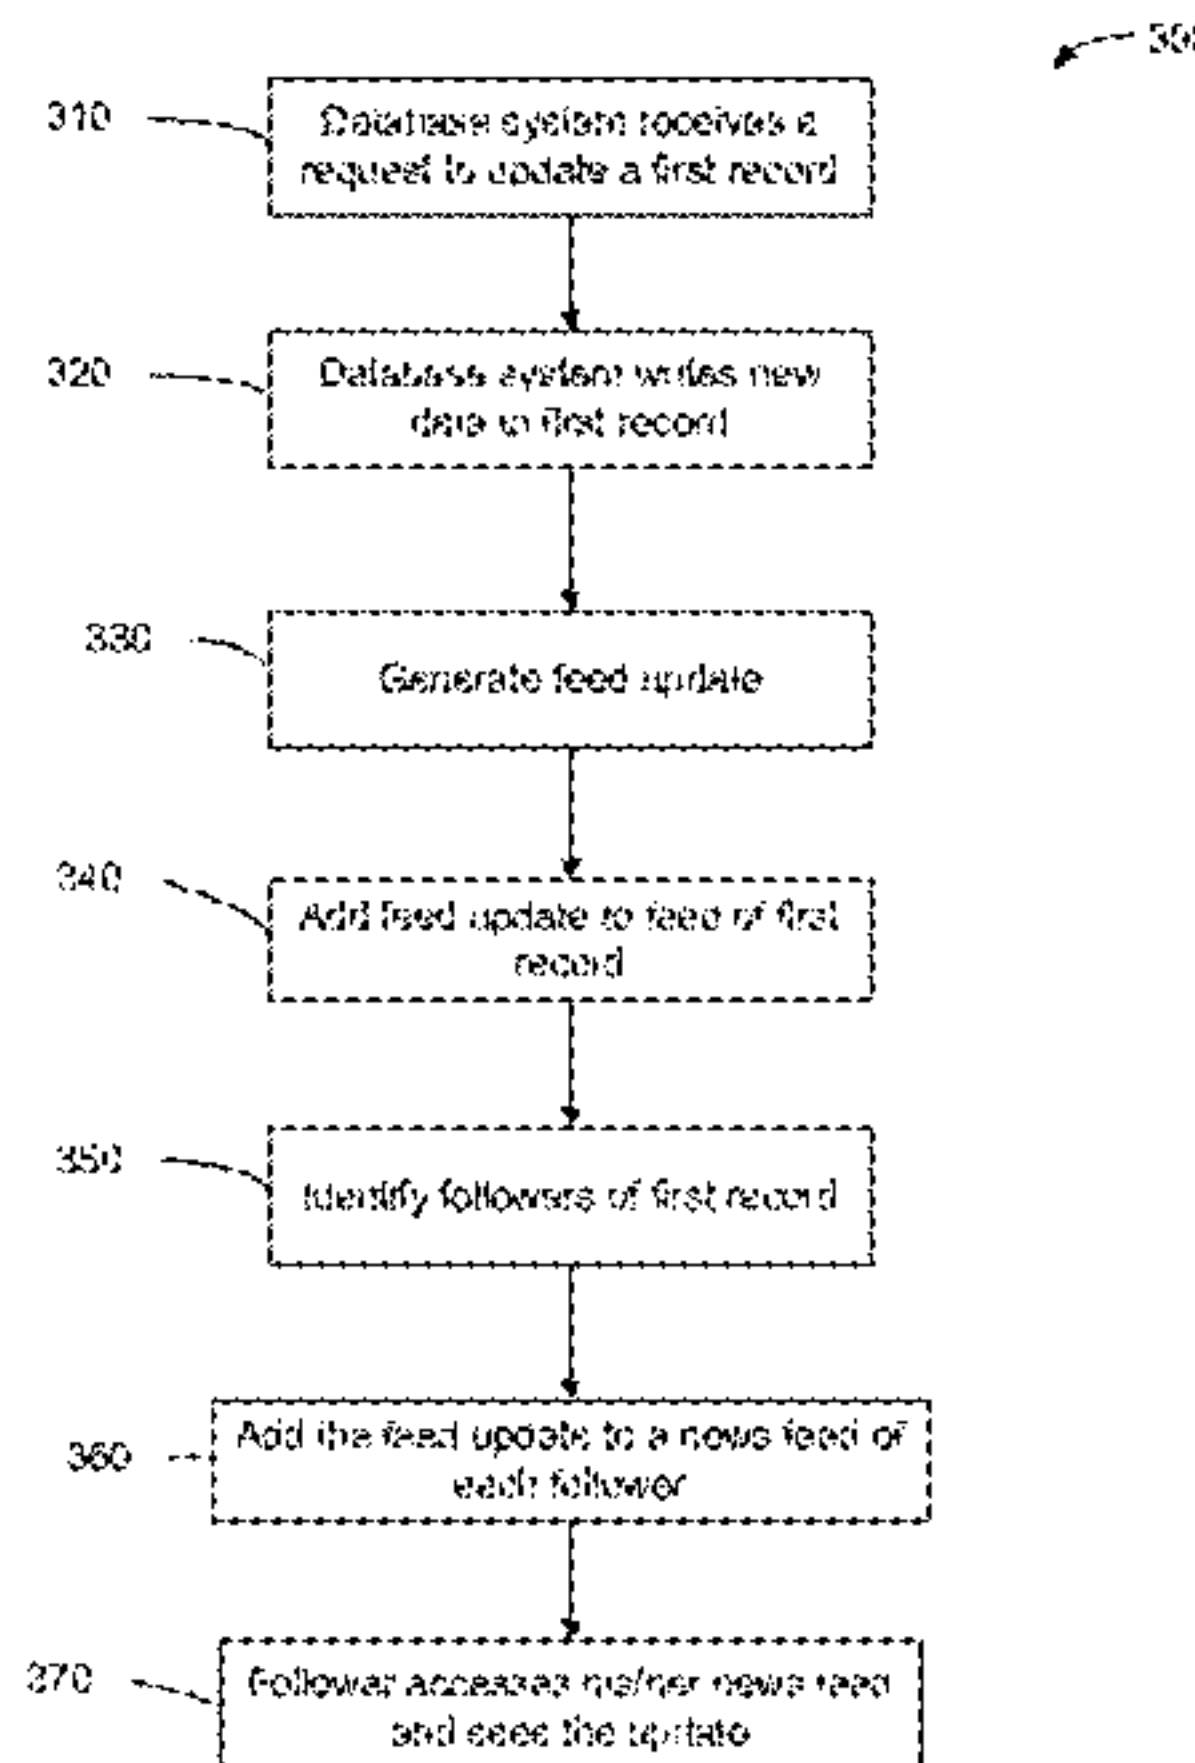 300
310
Database system receives a
request to update a first record
320
Database system writes new
data to first record
330
Generate feed update
340
Add feed update to feed of first
record
350
Identify followers of first record
360
Add the feed update to a news feed of
each follower
370
Follower accesses his/her news feed
and sees the update